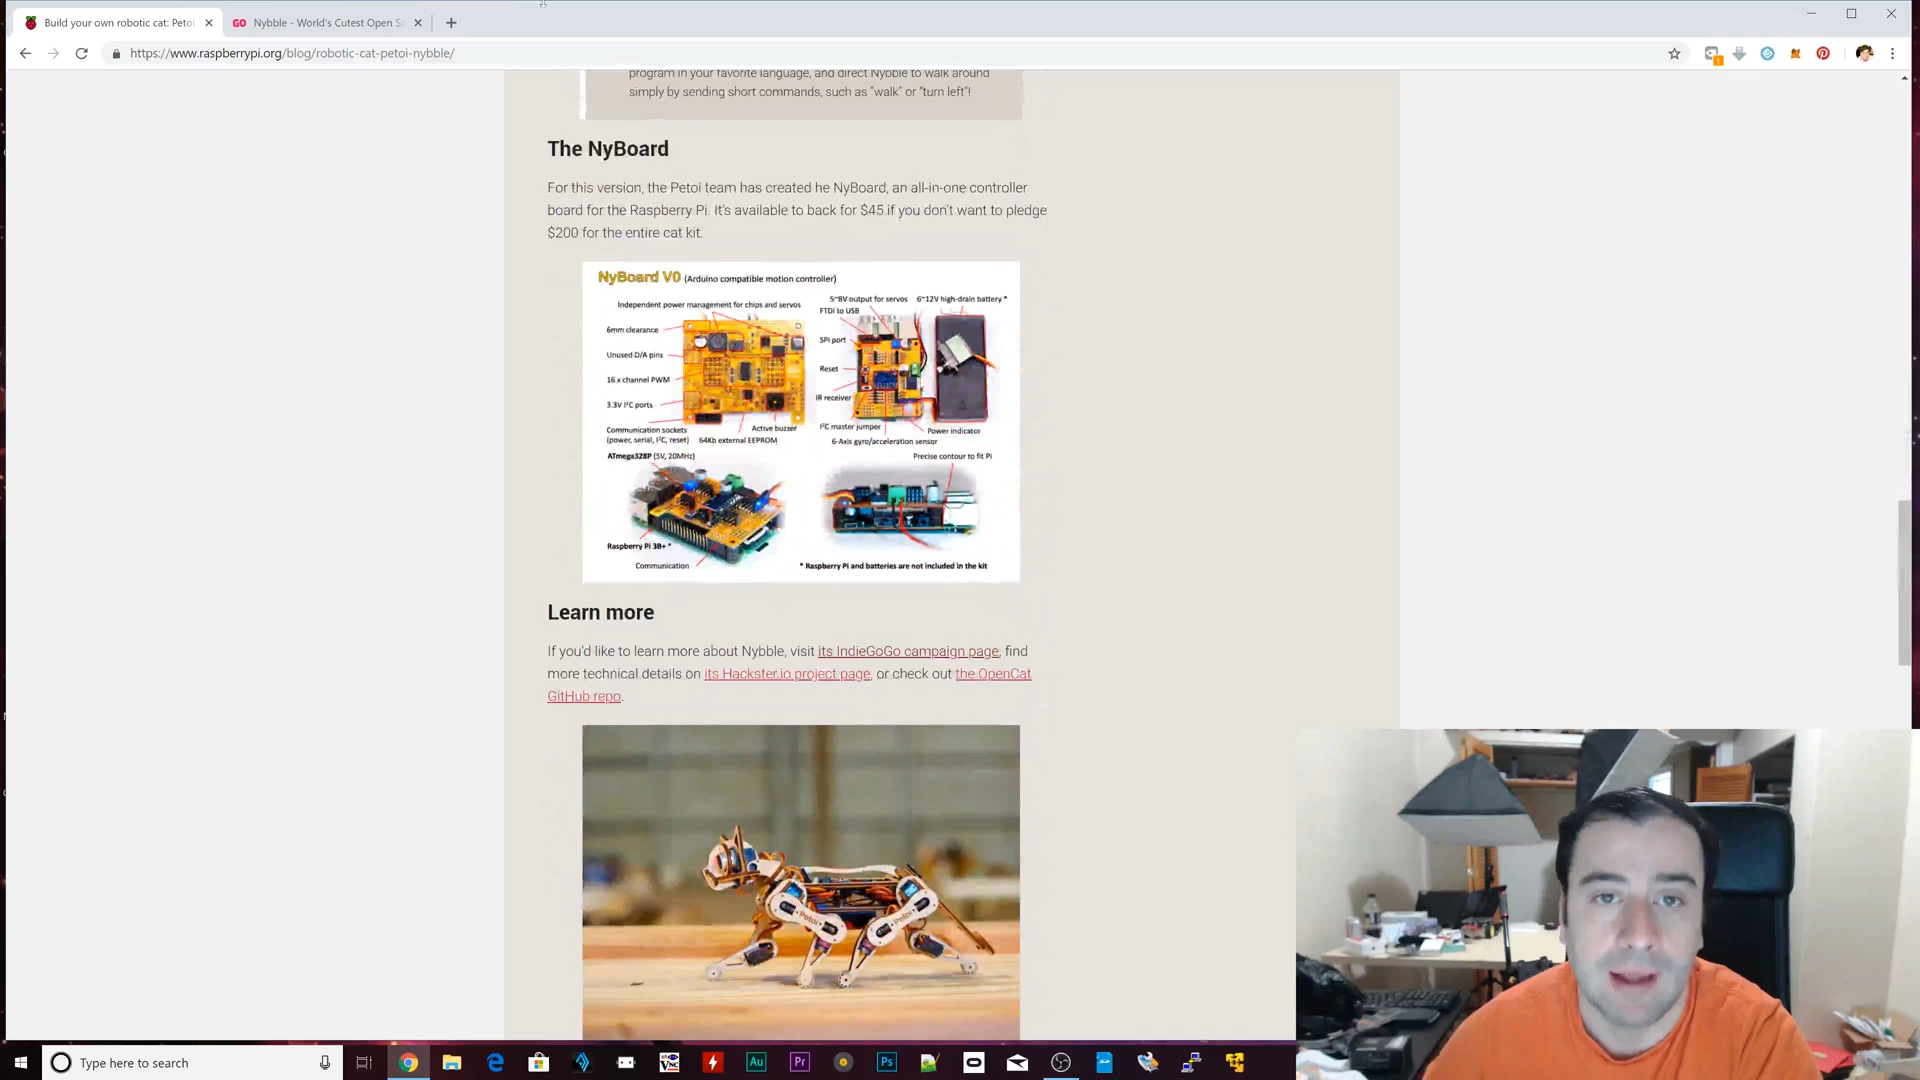 Build your own robotic cat: Petoi
GO Nybble - World's Cutest Open So
https://www.raspberrypi.org/blog/robotic-cat-petoi-nybble/
program in your favorite language, and direct Nybble to walk around
simply by sending short commands, such as “walk” or “turn left”!
The NyBoard
For this version, the Petoi team has created he NyBoard, an all-in-one controller
board for the Raspberry Pi. It’s available to back for $45 if you don’t want to pledge
$200 for the entire cat kit.
NyBoard V0 (Arduino compatible motion controller)
Independent power management for chips and servos
6mm clearance
Unused D/A pins
16 x channel PWM
3.3V I²C ports
Communication sockets
(power, serial, I²C, reset)
Active buzzer
64Kb external EEPROM
5~8V output for servos
6~12V high-drain battery *
FTDI to USB
SPI port
Reset
IR receiver
I²C master jumper
Power indicator
6-Axis gyro/acceleration sensor
ATmega328P (5V, 20MHz)
Precise contour to fit Pi
Raspberry Pi 3B+ *
Communication
* Raspberry Pi and batteries are not included in the kit
Learn more
If you’d like to learn more about Nybble, visit its IndieGoGo campaign page, find
more technical details on its Hackster.io project page, or check out the OpenCat
GitHub repo.
Petoi
Petoi
Type here to search
VNC
Au
Pr
Ps